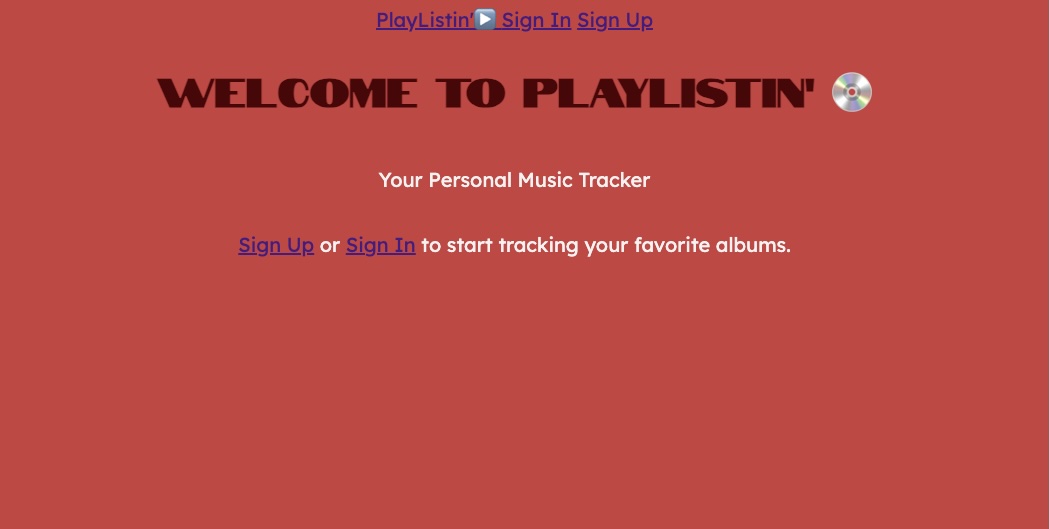 PlayListin'▶️ Sign In Sign Up
WELCOME TO PLAYLISTIN' 💿
Your Personal Music Tracker
Sign Up or Sign In to start tracking your favorite albums.